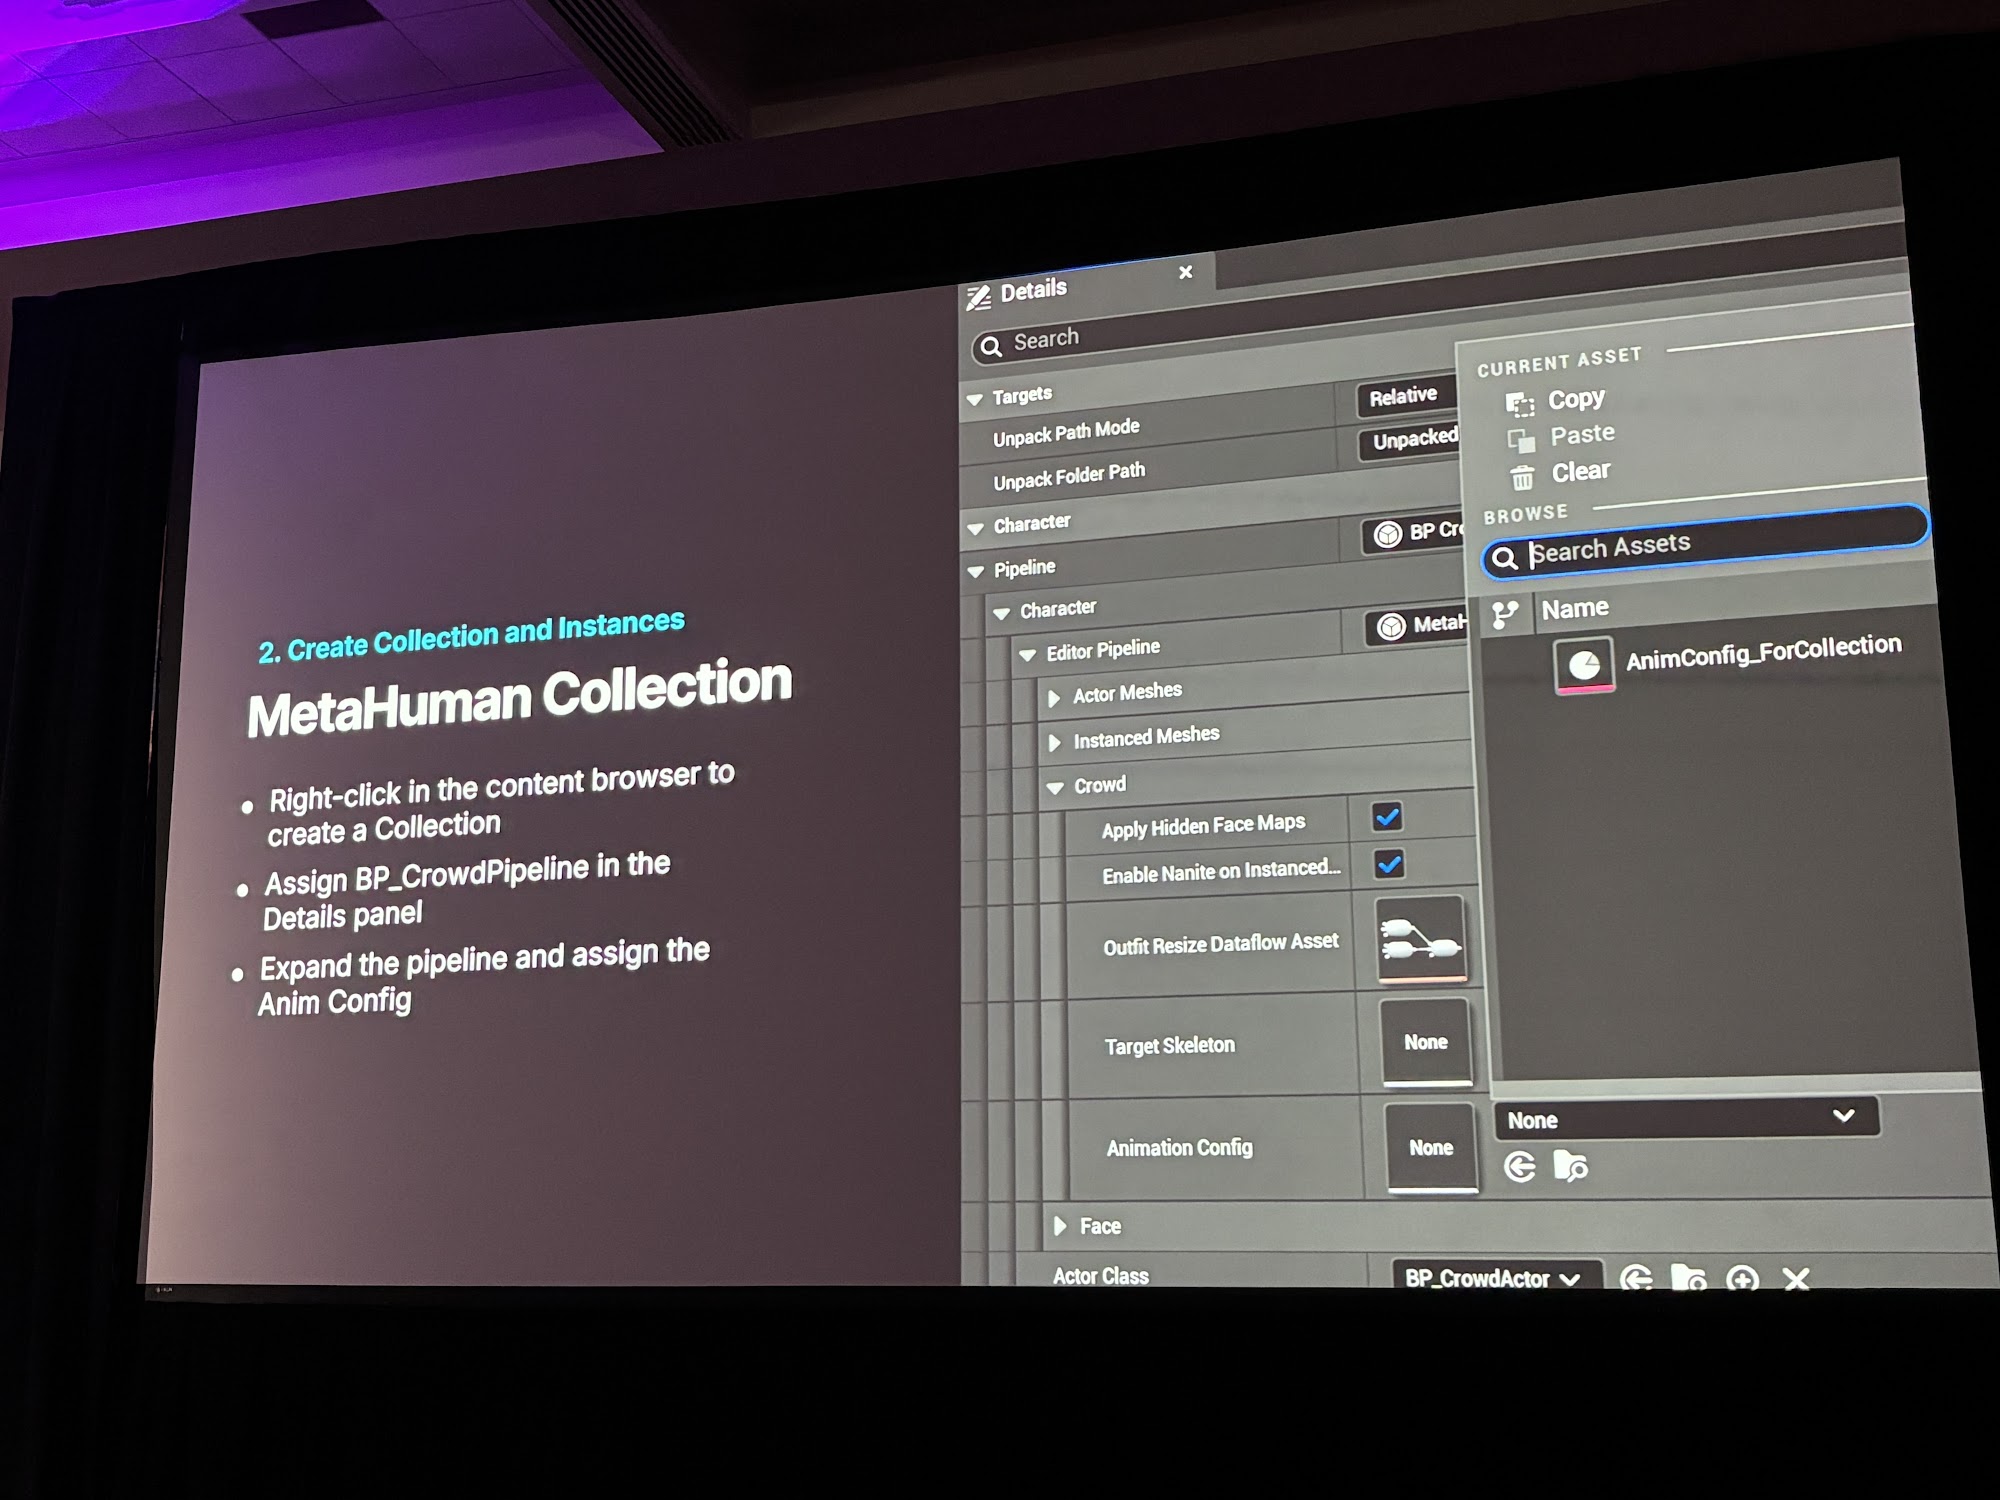 2. Create Collection and Instances
MetaHuman Collection
Right-click in the content browser to
create a Collection
Assign BP_CrowdPipeline in the
Details panel
Expand the pipeline and assign the
Anim Config
Details
Search
Targets
Unpack Path Mode
Relative
Unpack Folder Path
Unpacked
Character
BP Cro
Pipeline
Character
MetaH
Editor Pipeline
Actor Meshes
Instanced Meshes
Crowd
Apply Hidden Face Maps
Enable Nanite on Instanced...
Outfit Resize Dataflow Asset
Target Skeleton
None
Animation Config
None
None
Face
Actor Class
BP_CrowdActor
CURRENT ASSET
Copy
Paste
Clear
BROWSE
Search Assets
Name
AnimConfig_ForCollection